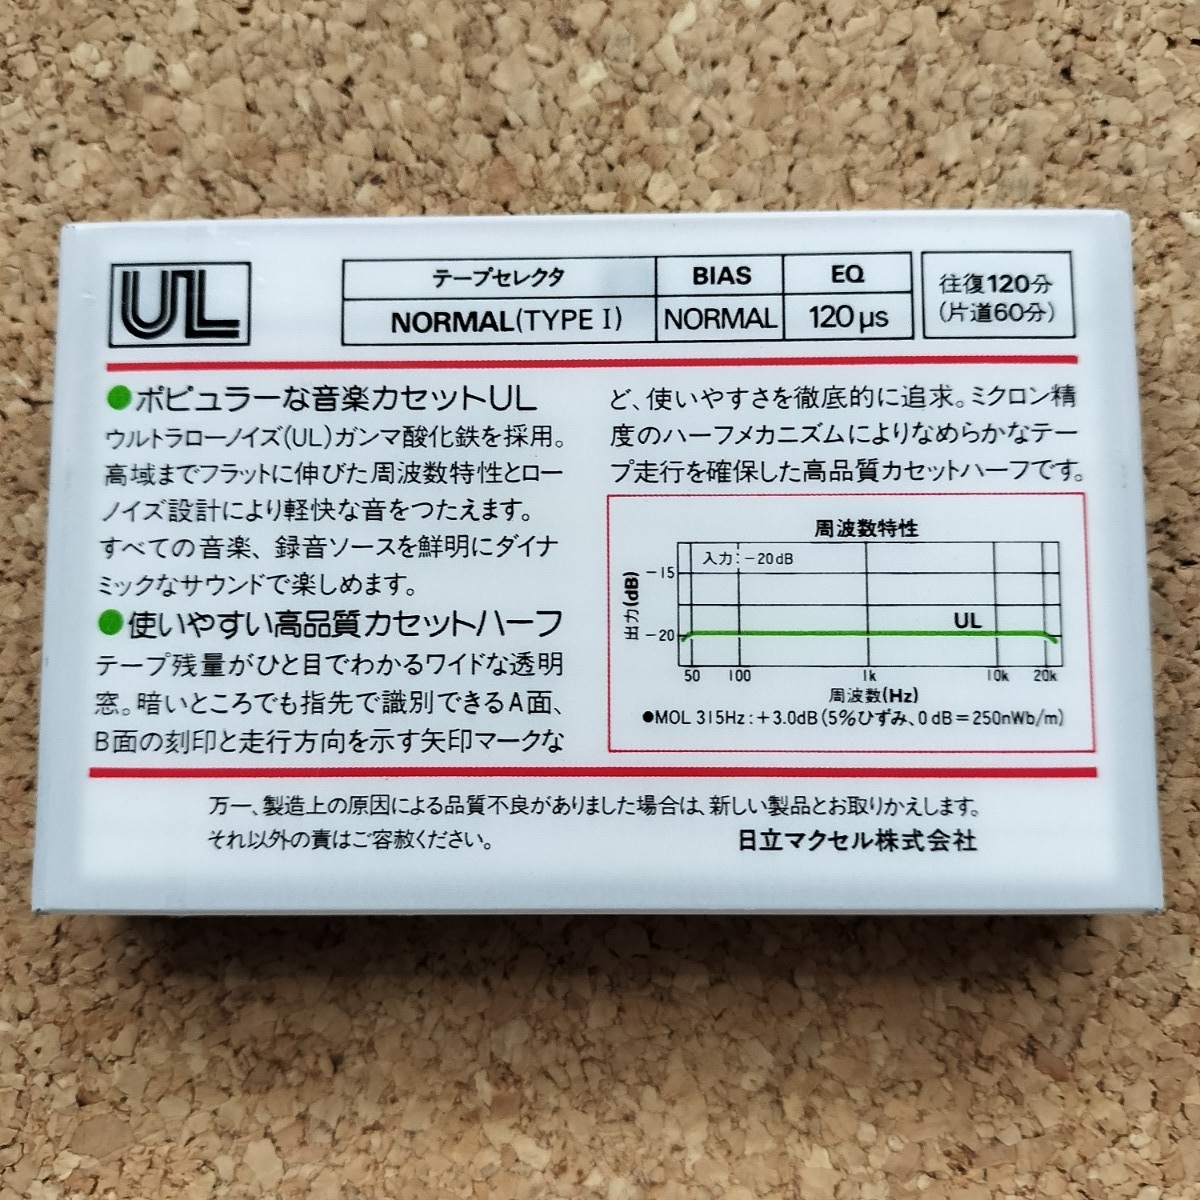 UL
テープセレクタ BIAS EQ
NORMAL(TYPE I) NORMAL 120μs
往復120分
(片道60分)
●ポピュラーな音楽カセットUL
ウルトラローノイズ(UL)ガンマ酸化鉄を採用。
高域までフラットに伸びた周波数特性とロー
ノイズ設計により軽快な音をつたえます。
すべての音楽、録音ソースを鮮明にダイナ
ミックなサウンドで楽しめます。
●使いやすい高品質カセットハーフ
テープ残量がひと目でわかるワイドな透明
窓。暗いところでも指先で識別できるA面、
B面の刻印と走行方向を示す矢印マークな
ど、使いやすさを徹底的に追求。ミクロン精
度のハーフメカニズムによりなめらかなテー
プ走行を確保した高品質カセットハーフです。
周波数特性
入力:-20dB
-15
出力(dB)
UL
-20
50 100 1k 10k 20k
周波数(Hz)
●MOL 315Hz:+3.0dB(5%ひずみ、0dB=250nWb/m)
万一、製造上の原因による品質不良がありました場合は、新しい製品とお取りかえします。
それ以外の責はご容赦ください。
日立マクセル株式会社